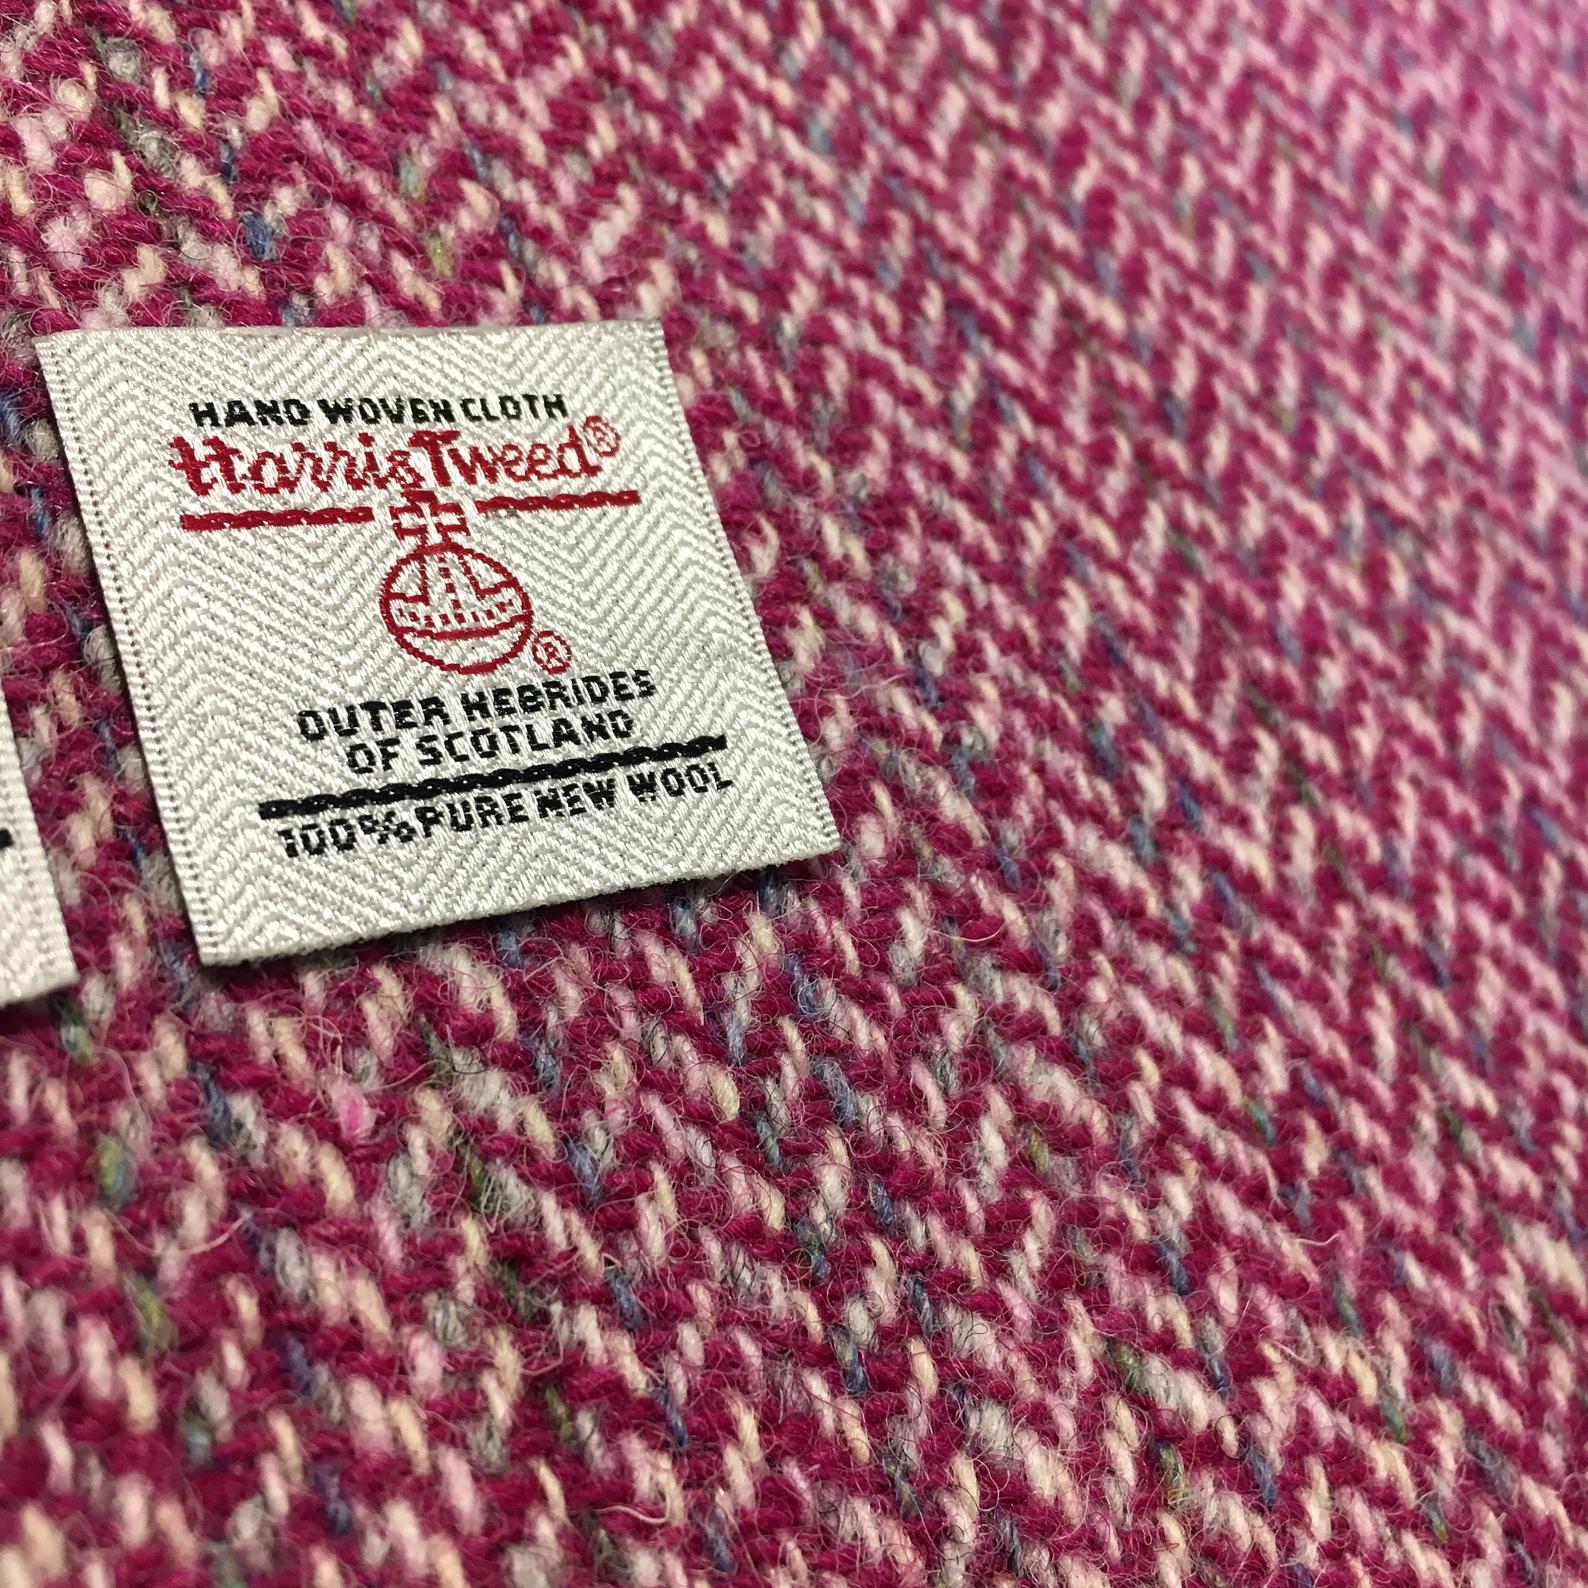 HAND WOVEN CLOTH
Harris Tweed®
®
OUTER HEBRIDES
OF SCOTLAND
100% PURE NEW WOOL